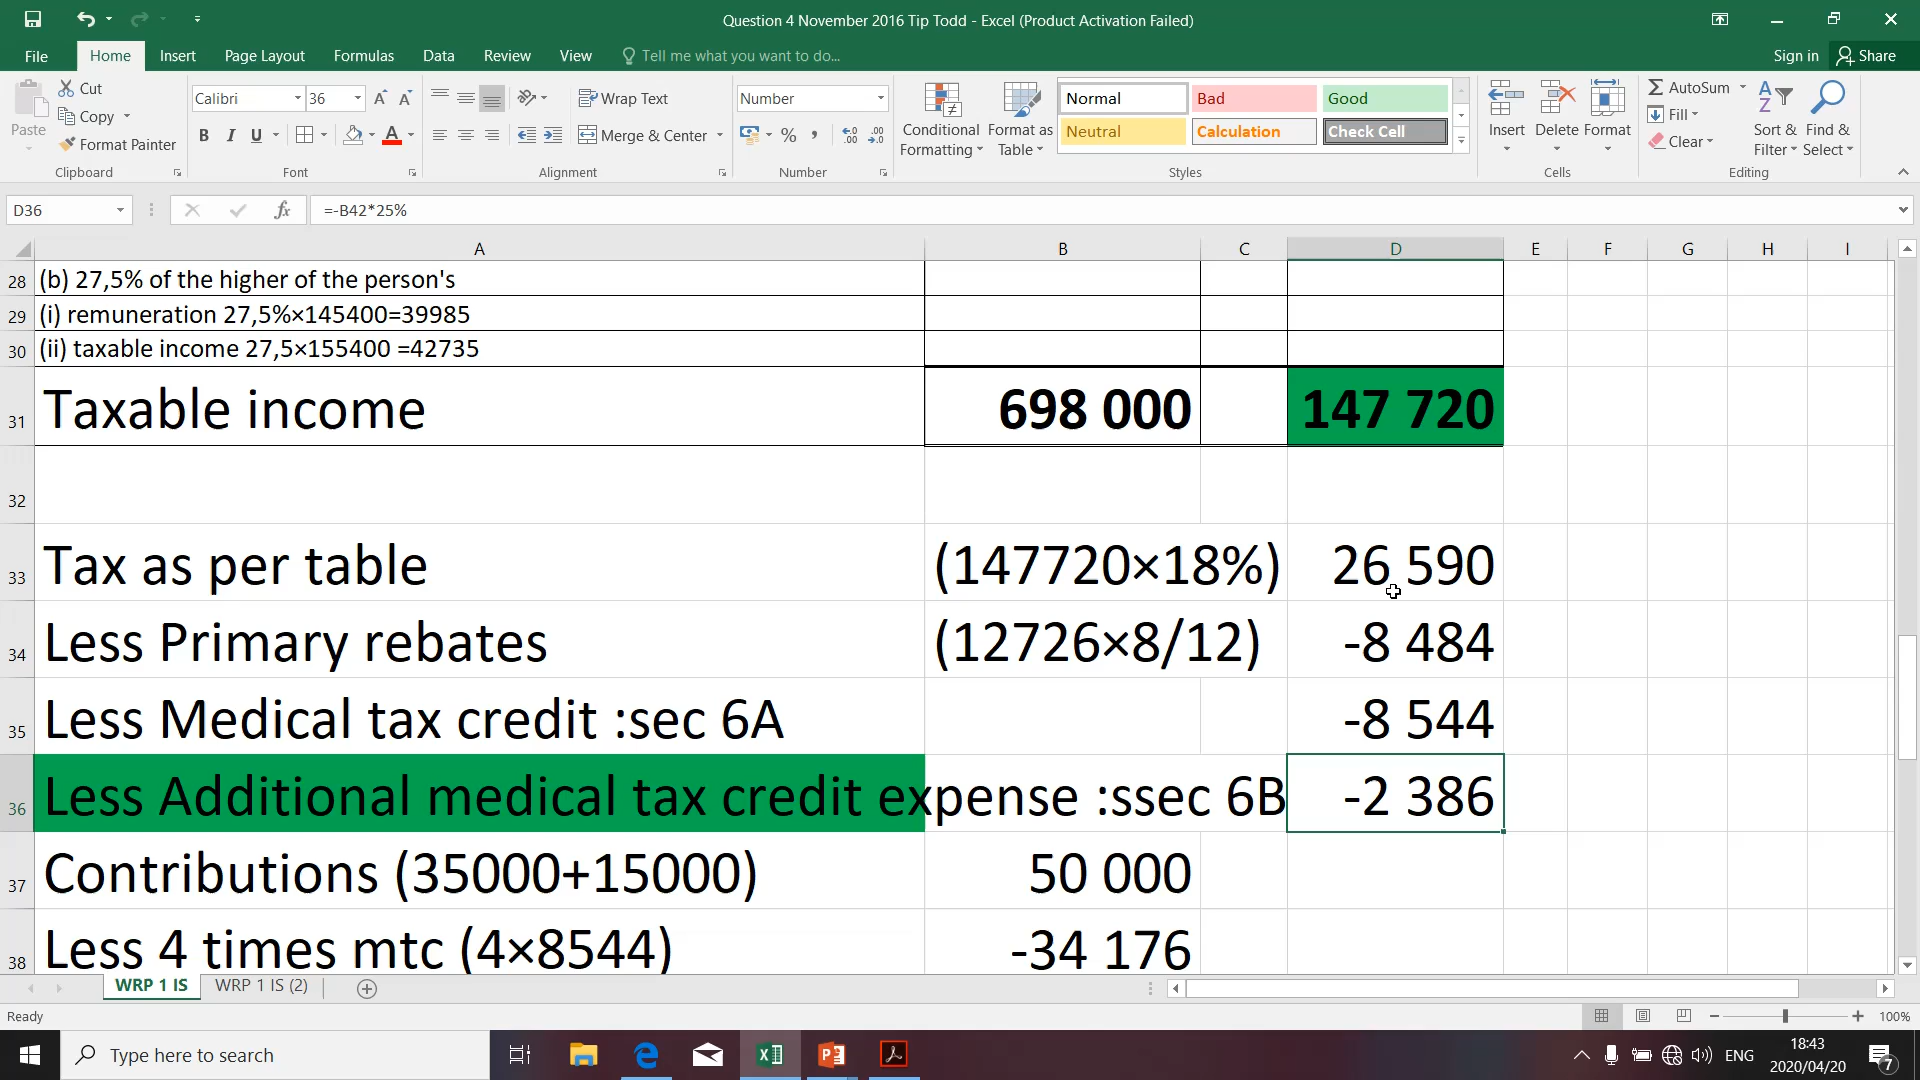 Question 4 November 2016 Tip Todd - Excel (Product Activation Failed)
File Home Insert Page Layout Formulas Data Review View Tell me what you want to do... Sign in Share
Paste Cut Copy Format Painter Clipboard
Calibri 36 A A B I U A Font
Wrap Text Merge & Center Alignment
Number % , Number
Conditional Formatting Format as Table
Normal Bad Good
Neutral Calculation Check Cell
Styles
Insert Delete Format
Cells
AutoSum Fill Clear Sort & Filter Find & Select
Editing
D36 fx =-B42*25%
A B C D E F G H I
28 (b) 27,5% of the higher of the person's
29 (i) remuneration 27,5%×145400=39985
30 (ii) taxable income 27,5×155400 =42735
31 Taxable income 698 000 147 720
32
33 Tax as per table (147720×18%) 26 590
34 Less Primary rebates (12726×8/12) -8 484
35 Less Medical tax credit :sec 6A -8 544
36 Less Additional medical tax credit expense :ssec 6B -2 386
37 Contributions (35000+15000) 50 000
38 Less 4 times mtc (4×8544) -34 176
WRP 1 IS WRP 1 IS (2)
Ready 100%
Type here to search ENG 18:43
2020/04/20 7